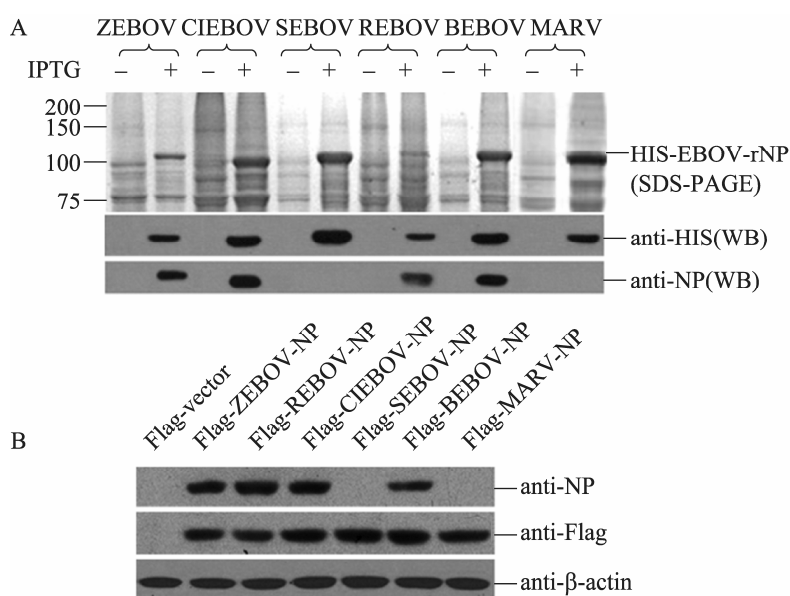 A
ZEBOV CIEBOV SEBOV REBOV BEBOV MARV
IPTG − + − + − + − + − + − +
200
150
100
75
HIS-EBOV-rNP
(SDS-PAGE)
anti-HIS(WB)
anti-NP(WB)
B
Flag-vector
Flag-ZEBOV-NP
Flag-REBOV-NP
Flag-CIEBOV-NP
Flag-SEBOV-NP
Flag-BEBOV-NP
Flag-MARV-NP
anti-NP
anti-Flag
anti-β-actin